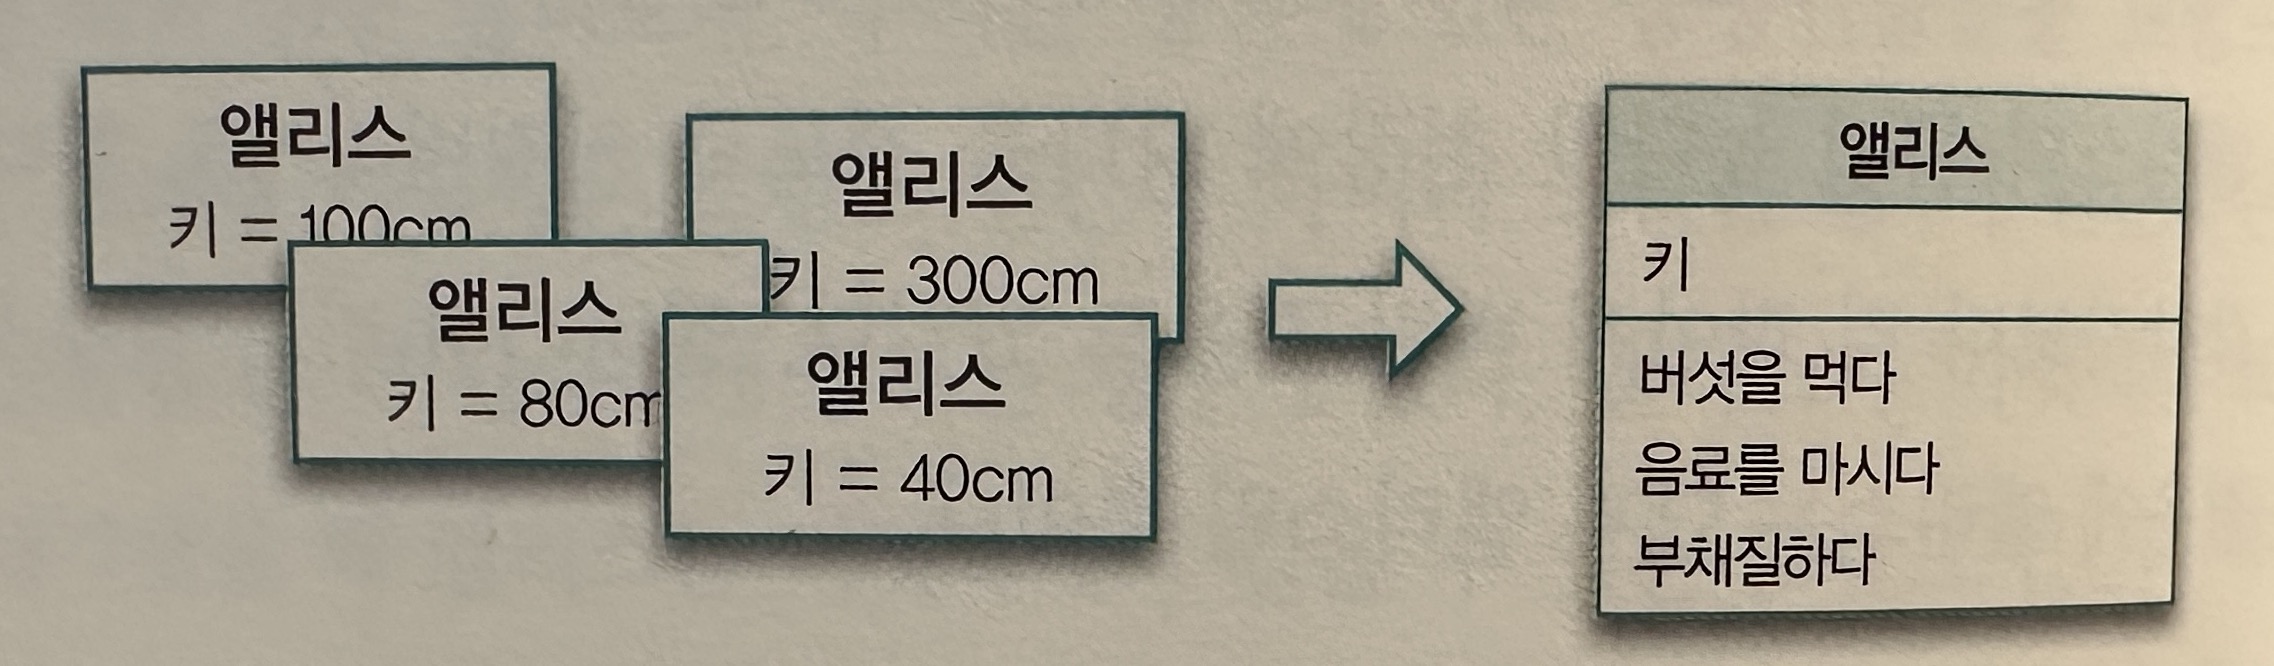 앨리스
키 = 100cm
앨리스
키 = 80cm
앨리스
키 = 300cm
앨리스
키 = 40cm
앨리스
키
버섯을 먹다
음료를 마시다
부채질하다